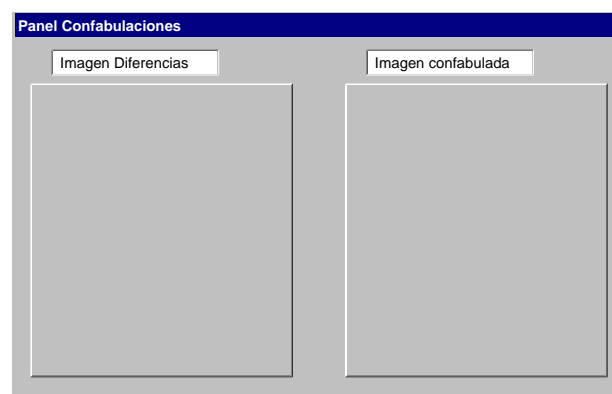 Panel Confabulaciones
Imagen Diferencias
Imagen confabulada